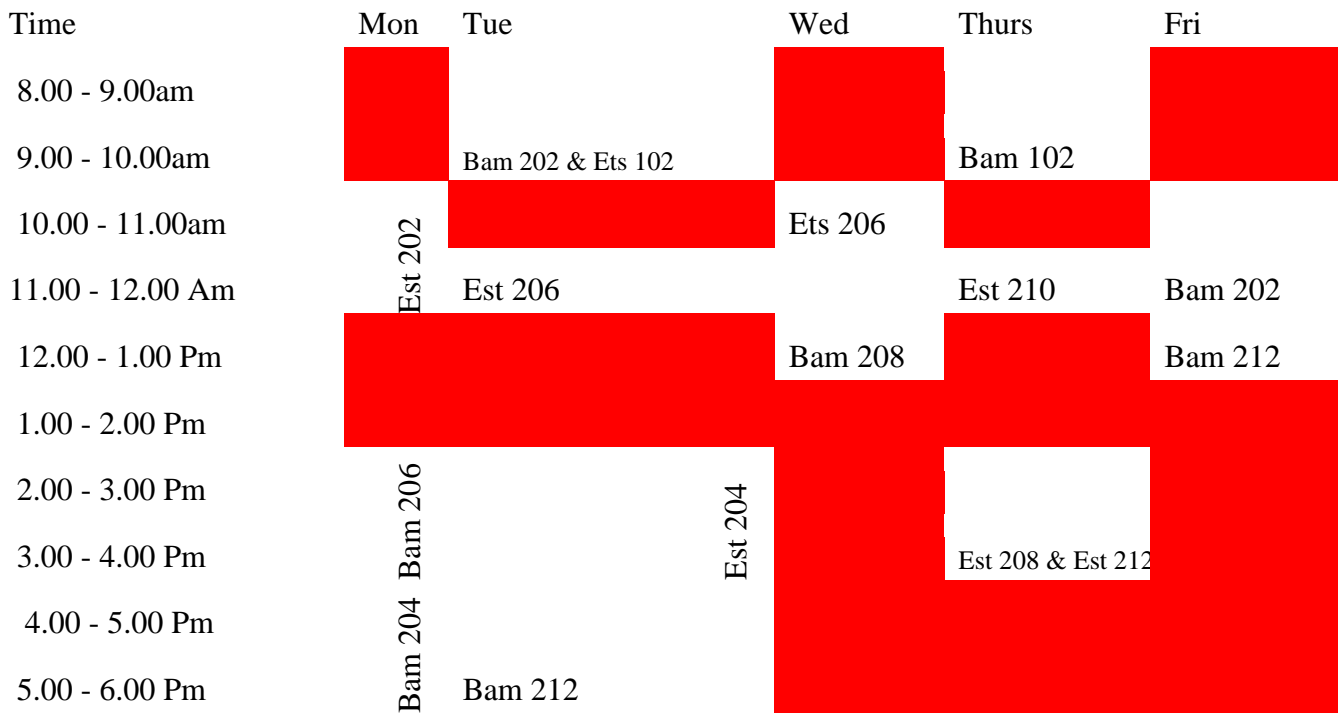 Time Mon Tue Wed Thurs Fri
8.00 - 9.00am
9.00 - 10.00am Bam 202 & Ets 102 Bam 102
10.00 - 11.00am Ets 206
Est 202
11.00 - 12.00 Am Est 206 Est 210 Bam 202
12.00 - 1.00 Pm Bam 208 Bam 212
1.00 - 2.00 Pm
2.00 - 3.00 Pm
Bam 206 Est 204
3.00 - 4.00 Pm Est 208 & Est 212
4.00 - 5.00 Pm
Bam 204
5.00 - 6.00 Pm Bam 212